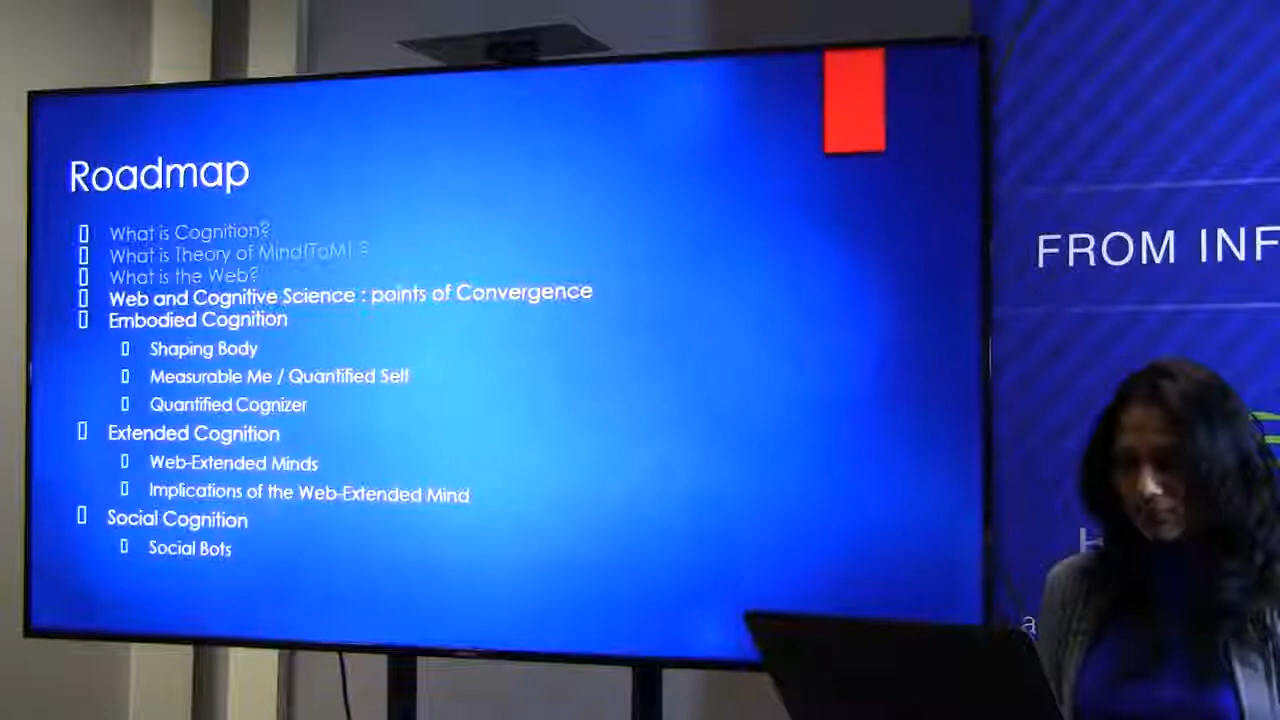 Roadmap
What is Cognition?
What is Theory of Mind(ToM) ?
What is the Web?
Web and Cognitive Science : points of Convergence
Embodied Cognition
Shaping Body
Measurable Me / Quantified Self
Quantified Cognizer
Extended Cognition
Web-Extended Minds
Implications of the Web-Extended Mind
Social Cognition
Social Bots
FROM INF
H
a